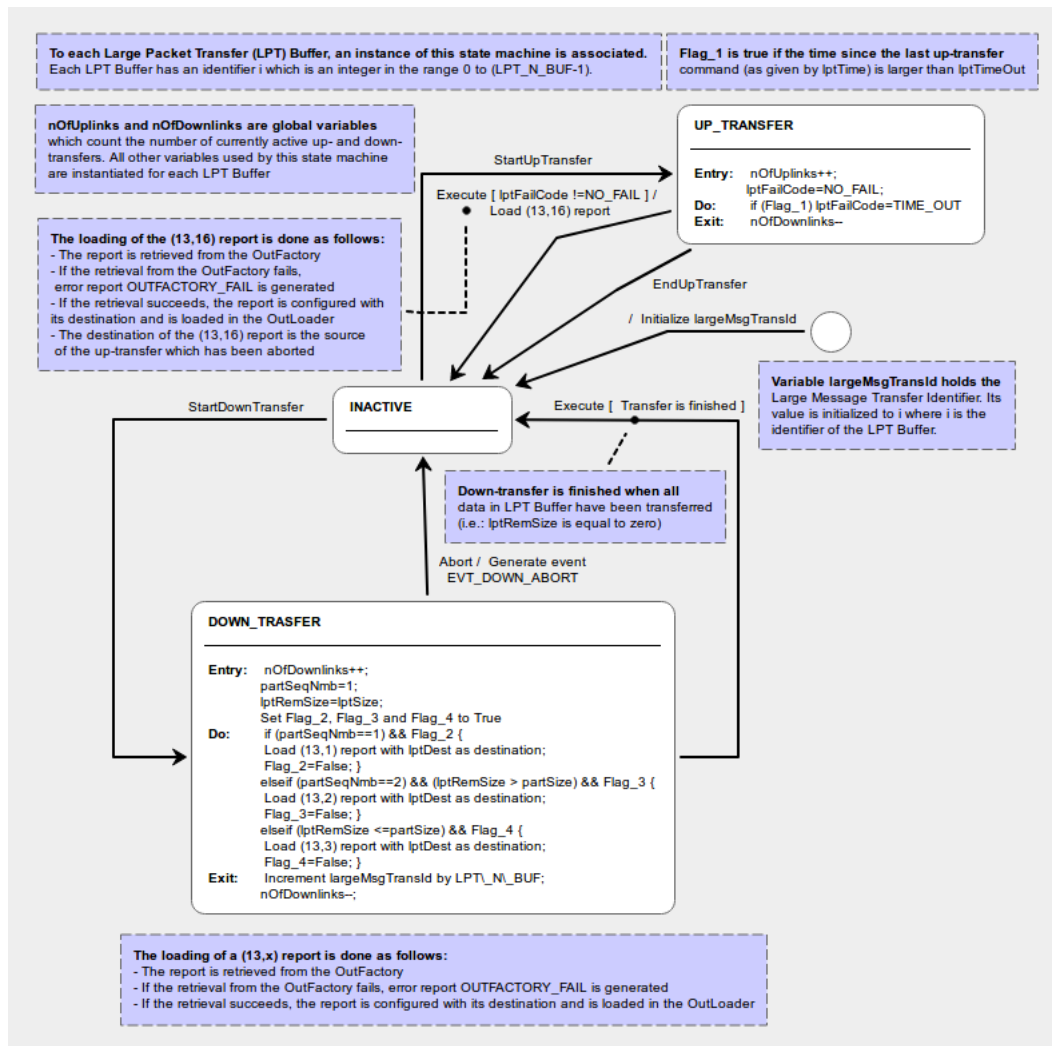 To each Large Packet Transfer (LPT) Buffer, an instance of this state machine is associated.
Each LPT Buffer has an identifier i which is an integer in the range 0 to (LPT_N_BUF-1).
Flag_1 is true if the time since the last up-transfer
command (as given by lptTime) is larger than lptTimeOut
nOfUplinks and nOfDownlinks are global variables
which count the number of currently active up- and down-
transfers. All other variables used by this state machine
are instantiated for each LPT Buffer
UP_TRANSFER
Entry: nOfUplinks++;
lptFailCode=NO_FAIL;
Do: if (Flag_1) lptFailCode=TIME_OUT
Exit: nOfDownlinks--
StartUpTransfer
Execute [ lptFailCode !=NO_FAIL ] /
Load (13,16) report
The loading of the (13,16) report is done as follows:
- The report is retrieved from the OutFactory
- If the retrieval from the OutFactory fails,
error report OUTFACTORY_FAIL is generated
- If the retrieval succeeds, the report is configured with
its destination and is loaded in the OutLoader
- The destination of the (13,16) report is the source
of the up-transfer which has been aborted
EndUpTransfer
/ Initialize largeMsgTransId
Variable largeMsgTransId holds the
Large Message Transfer Identifier. Its
value is initialized to i where i is the
identifier of the LPT Buffer.
StartDownTransfer
INACTIVE
Execute [ Transfer is finished ]
Down-transfer is finished when all
data in LPT Buffer have been transferred
(i.e.: lptRemSize is equal to zero)
Abort / Generate event
EVT_DOWN_ABORT
DOWN_TRASFER
Entry: nOfDownlinks++;
partSeqNmb=1;
lptRemSize=lptSize;
Set Flag_2, Flag_3 and Flag_4 to True
Do: if (partSeqNmb==1) && Flag_2 {
Load (13,1) report with lptDest as destination;
Flag_2=False; }
elseif (partSeqNmb==2) && (lptRemSize > partSize) && Flag_3 {
Load (13,2) report with lptDest as destination;
Flag_3=False; }
elseif (lptRemSize <=partSize) && Flag_4 {
Load (13,3) report with lptDest as destination;
Flag_4=False; }
Exit: Increment largeMsgTransId by LPT\_N\_BUF;
nOfDownlinks--;
The loading of a (13,x) report is done as follows:
- The report is retrieved from the OutFactory
- If the retrieval from the OutFactory fails, error report OUTFACTORY_FAIL is generated
- If the retrieval succeeds, the report is configured with its destination and is loaded in the OutLoader